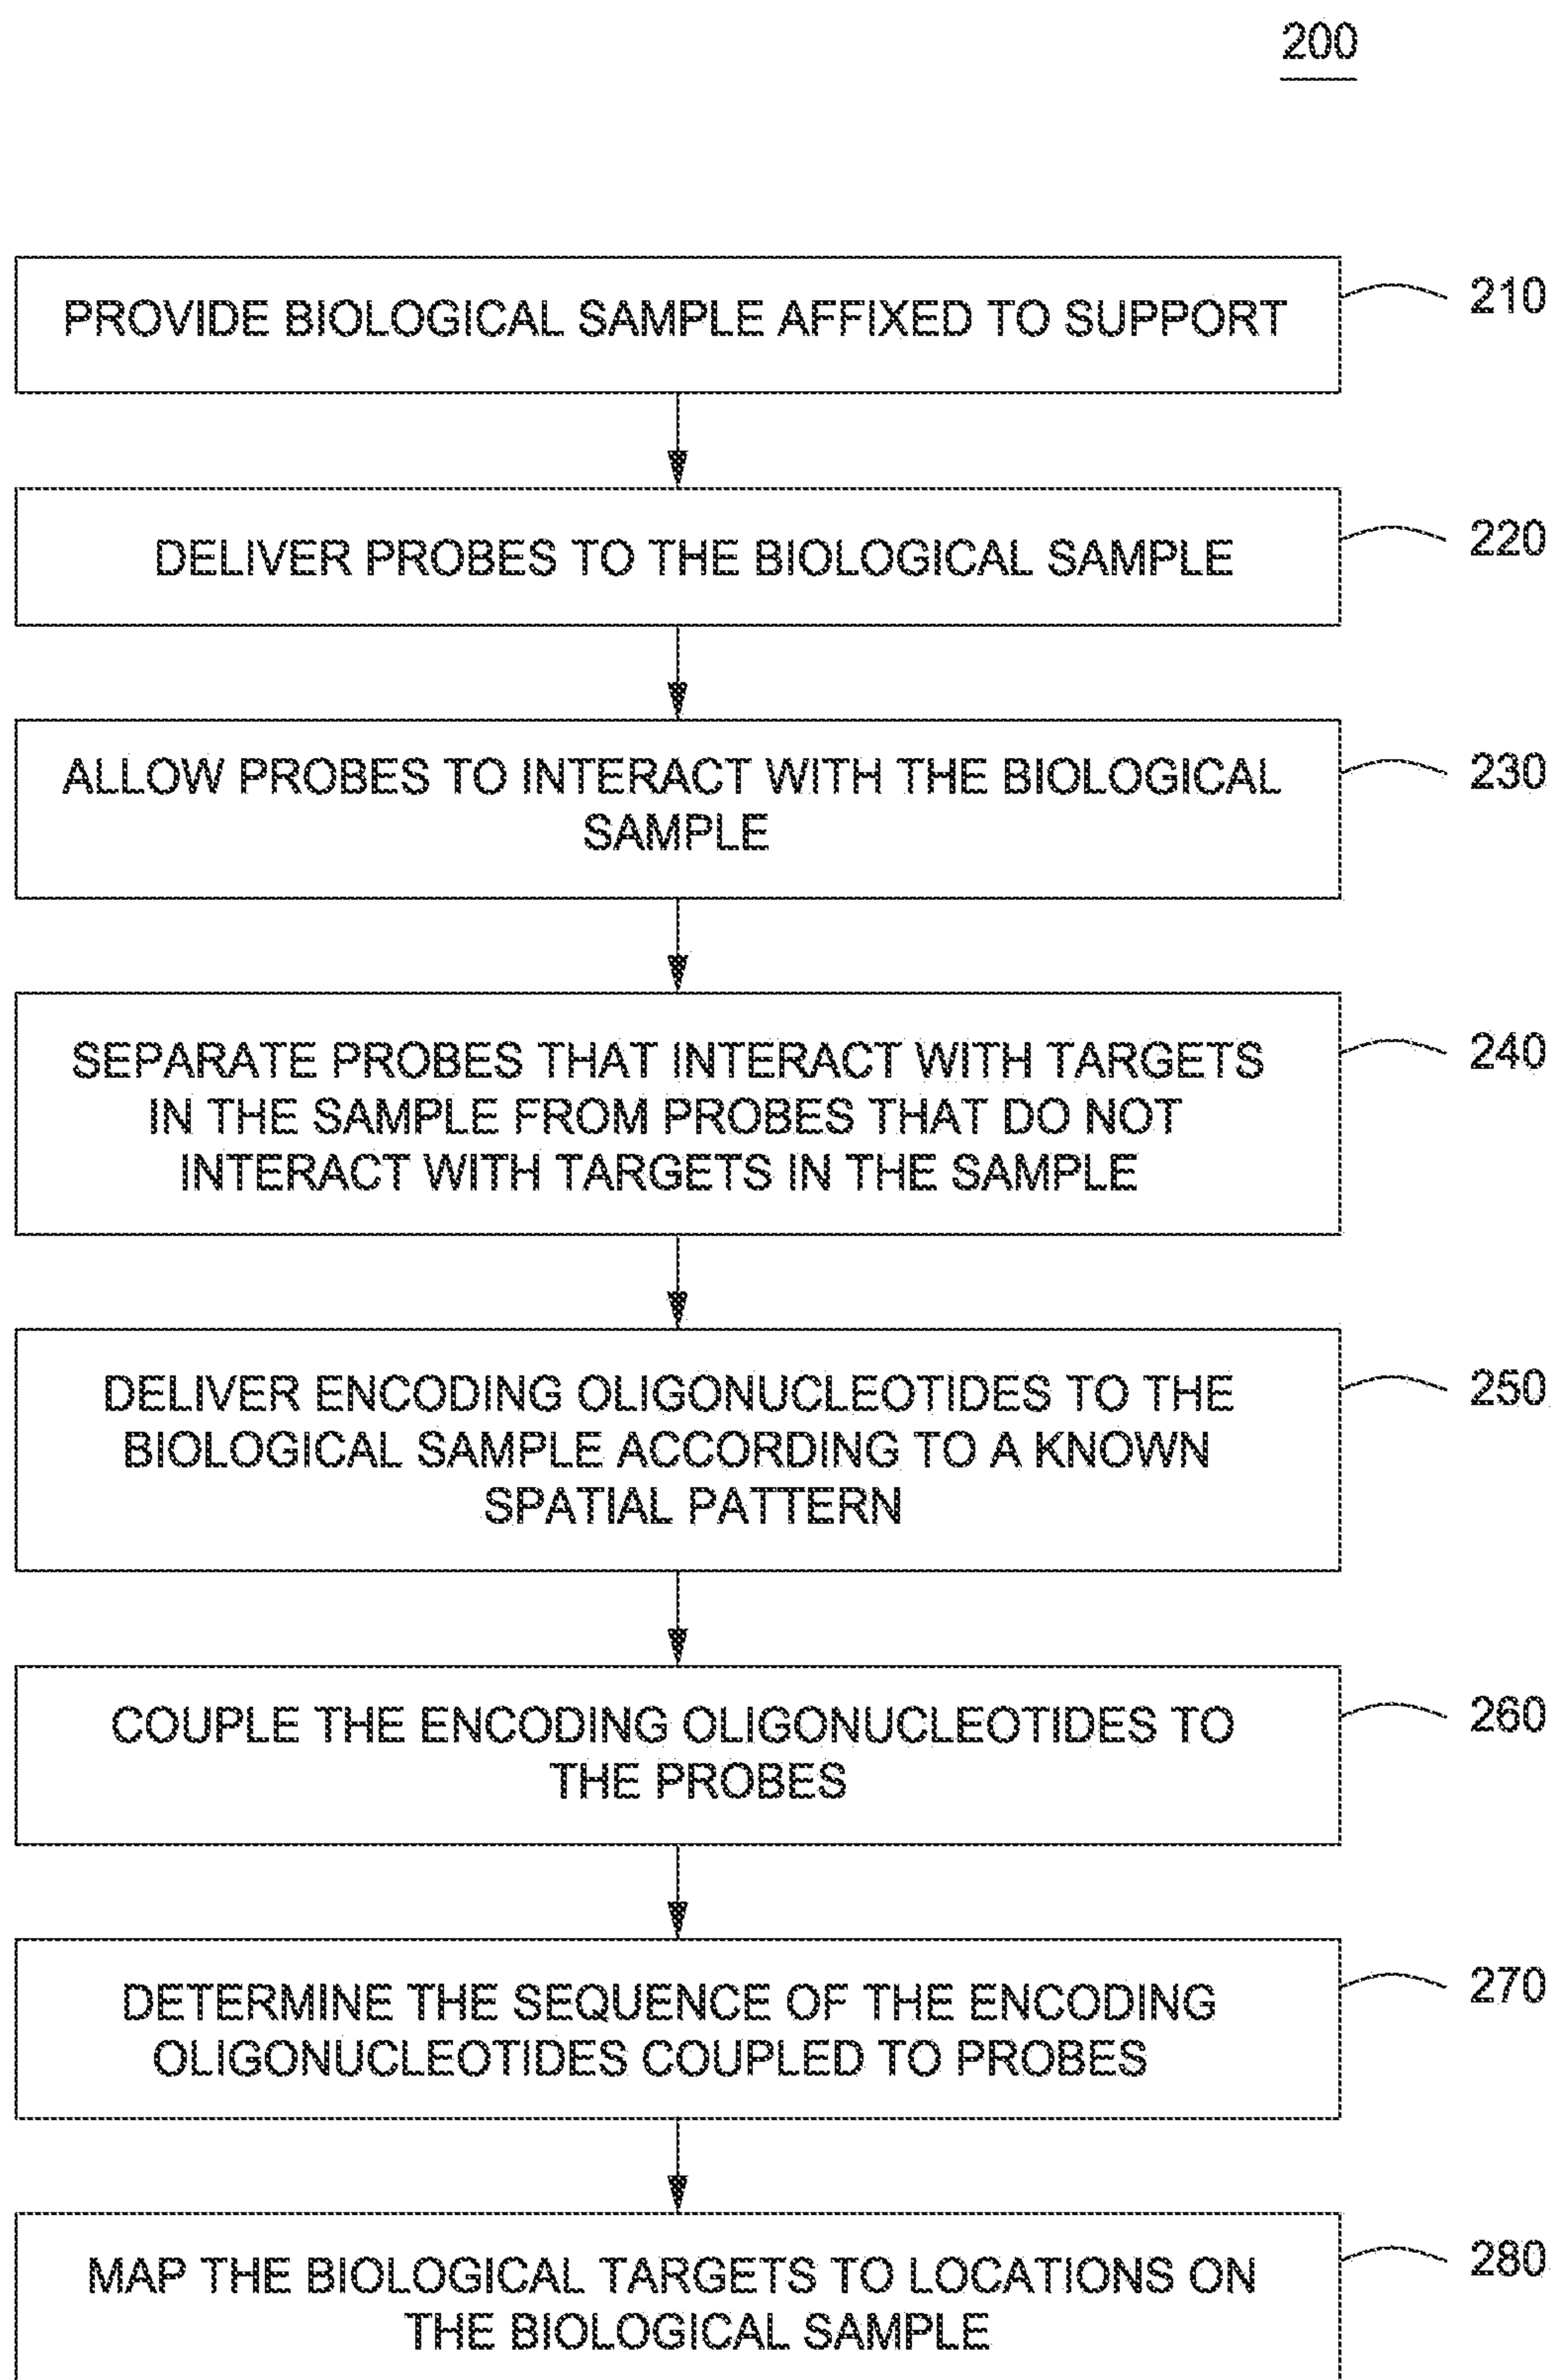 200
PROVIDE BIOLOGICAL SAMPLE AFFIXED TO SUPPORT
210
DELIVER PROBES TO THE BIOLOGICAL SAMPLE
220
ALLOW PROBES TO INTERACT WITH THE BIOLOGICAL
SAMPLE
230
SEPARATE PROBES THAT INTERACT WITH TARGETS
IN THE SAMPLE FROM PROBES THAT DO NOT
INTERACT WITH TARGETS IN THE SAMPLE
240
DELIVER ENCODING OLIGONUCLEOTIDES TO THE
BIOLOGICAL SAMPLE ACCORDING TO A KNOWN
SPATIAL PATTERN
250
COUPLE THE ENCODING OLIGONUCLEOTIDES TO
THE PROBES
260
DETERMINE THE SEQUENCE OF THE ENCODING
OLIGONUCLEOTIDES COUPLED TO PROBES
270
MAP THE BIOLOGICAL TARGETS TO LOCATIONS ON
THE BIOLOGICAL SAMPLE
280